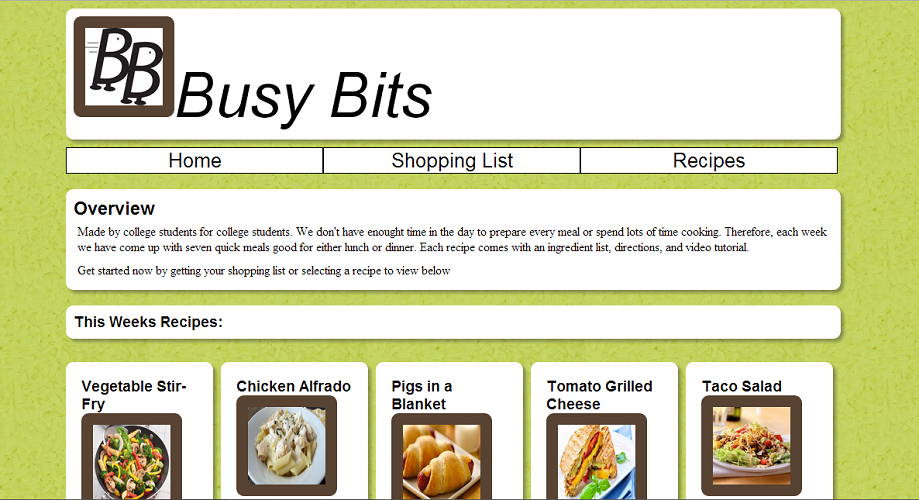 BB
Busy Bits
Home Shopping List Recipes
Overview
Made by college students for college students. We don't have enought time in the day to prepare every meal or spend lots of time cooking. Therefore, each week
we have come up with seven quick meals good for either lunch or dinner. Each recipe comes with an ingredient list, directions, and video tutorial.
Get started now by getting your shopping list or selecting a recipe to view below
This Weeks Recipes:
Vegetable Stir-
Fry
Chicken Alfrado
Pigs in a
Blanket
Tomato Grilled
Cheese
Taco Salad